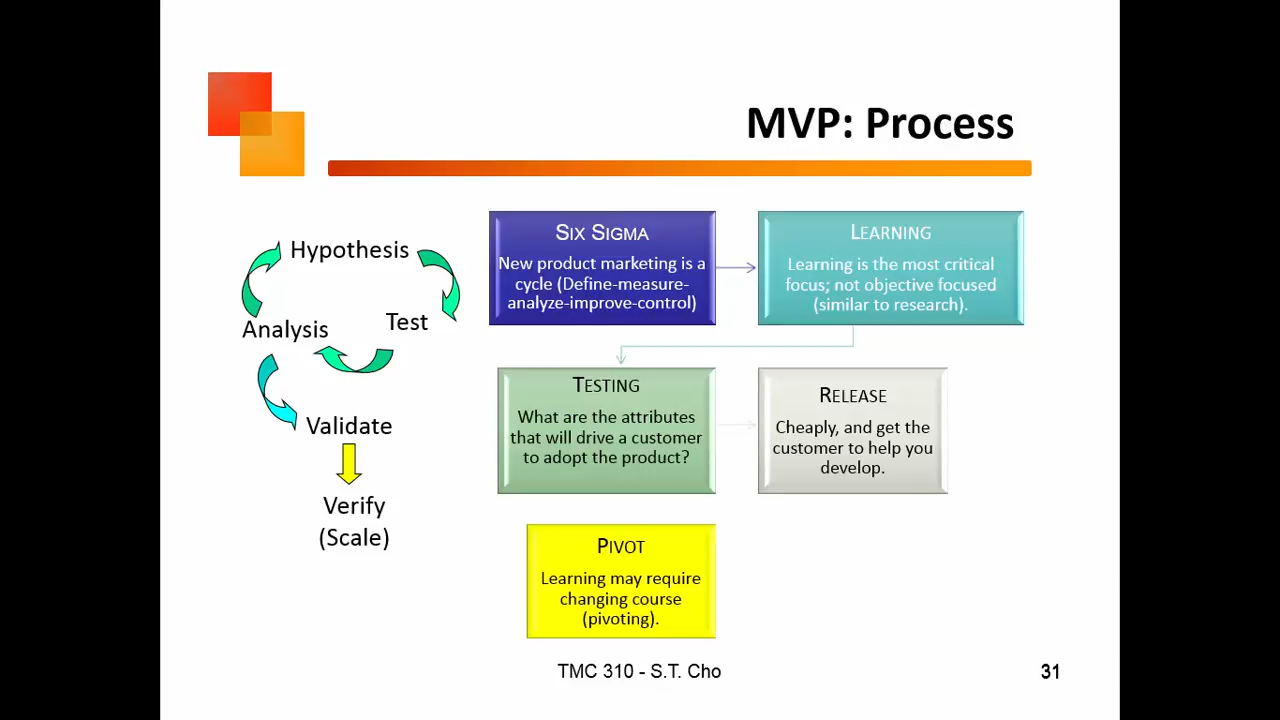 MVP: Process
Hypothesis
Test
Analysis
Validate
Verify
(Scale)
SIX SIGMA
New product marketing is a
cycle (Define-measure-
analyze-improve-control)
LEARNING
Learning is the most critical
focus; not objective focused
(similar to research).
TESTING
What are the attributes
that will drive a customer
to adopt the product?
RELEASE
Cheaply, and get the
customer to help you
develop.
PIVOT
Learning may require
changing course
(pivoting).
TMC 310 - S.T. Cho
31